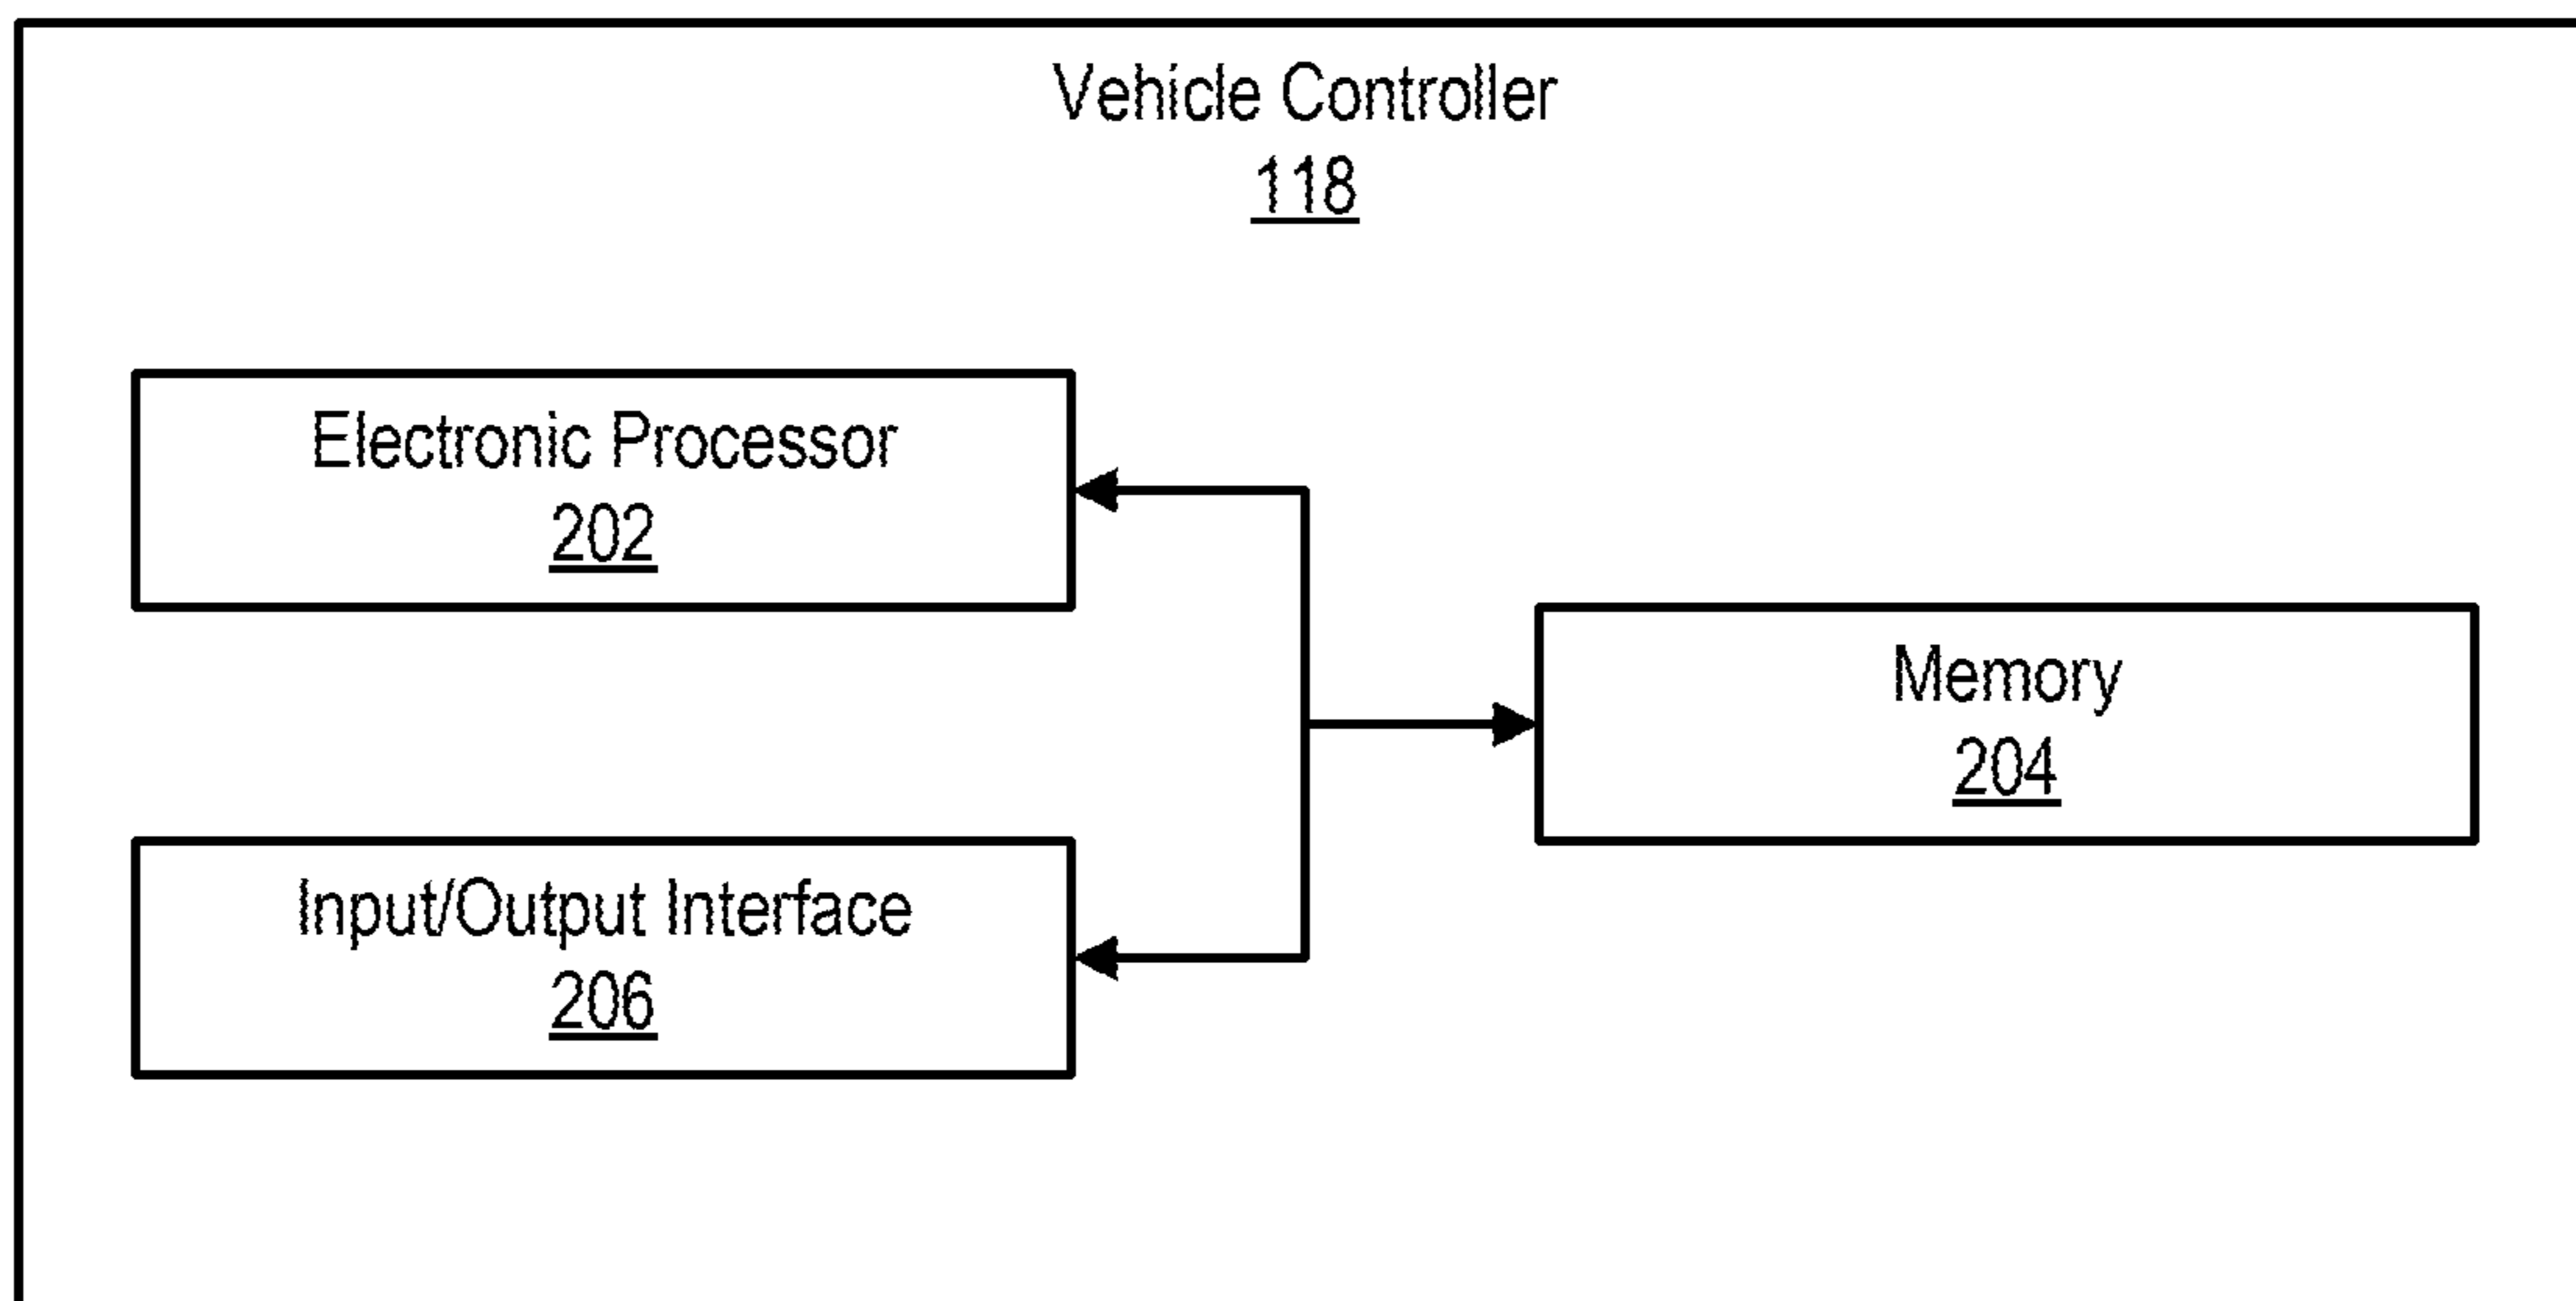 Vehicle Controller
118
Electronic Processor
202
Memory
204
Input/Output Interface
206